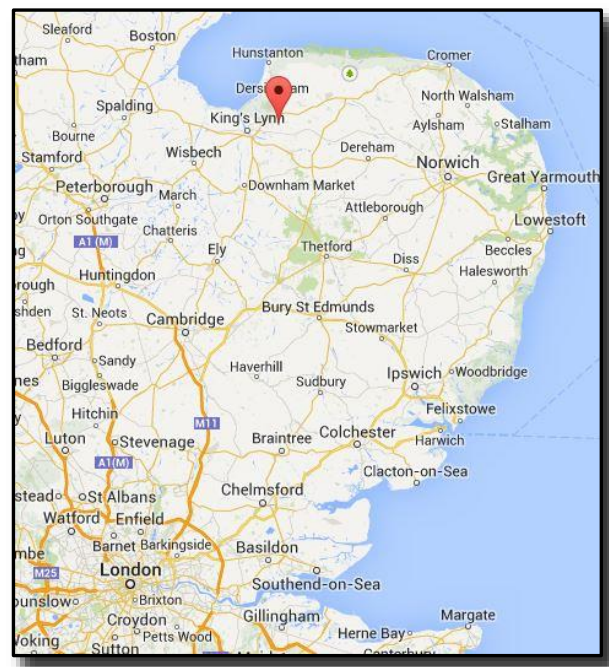 Sleaford
Boston
Hunstanton
Cromer
North Walsham
Spalding
King's Lynn
Aylsham
Stalham
Bourne
Wisbech
Dereham
Stamford
Norwich
Peterborough
March
Downham Market
Great Yarmouth
Attleborough
Orton Southgate
Lowestoft
Chatteris
A1 (M)
Ely
Thetford
Diss
Beccles
Huntingdon
Halesworth
St. Neots
Cambridge
Bury St Edmunds
Stowmarket
Bedford
Sandy
Haverhill
Ipswich
Woodbridge
Biggleswade
Sudbury
Hitchin
M11
Felixstowe
Luton
Stevenage
Braintree
Colchester
Harwich
A1(M)
Clacton-on-Sea
St Albans
Chelmsford
Watford
Enfield
Barnet
Barkingside
Basildon
M25
London
Southend-on-Sea
Brixton
Croydon
Gillingham
Margate
Petts Wood
Herne Bay
Sutton
Canterbury